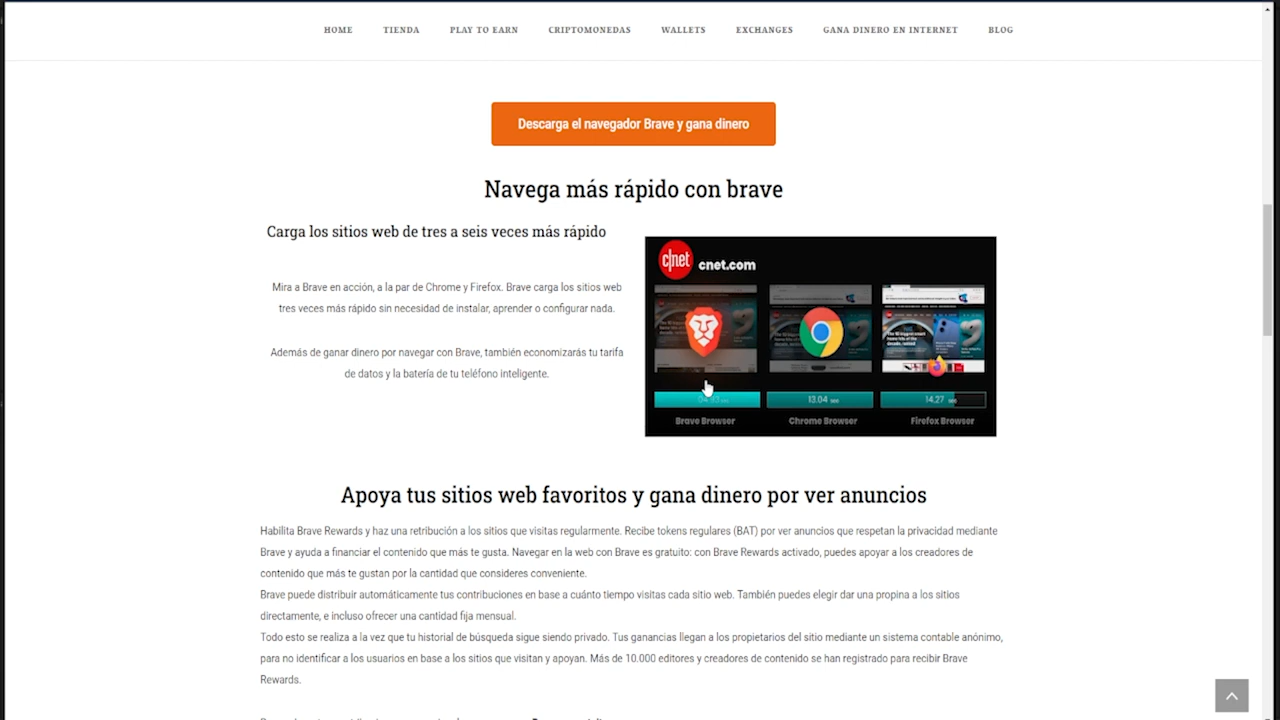 HOME TIENDA PLAY TO EARN CRIPTOMONEDAS WALLETS EXCHANGES GANA DINERO EN INTERNET BLOG
Descarga el navegador Brave y gana dinero
Navega más rápido con brave
Carga los sitios web de tres a seis veces más rápido
Mira a Brave en acción, a la par de Chrome y Firefox. Brave carga los sitios web
tres veces más rápido sin necesidad de instalar, aprender o configurar nada.
Además de ganar dinero por navegar con Brave, también economizarás tu tarifa
de datos y la batería de tu teléfono inteligente.
c|net cnet.com
13.04 sec 14.27 sec
Brave Browser Chrome Browser Firefox Browser
Apoya tus sitios web favoritos y gana dinero por ver anuncios
Habilita Brave Rewards y haz una retribución a los sitios que visitas regularmente. Recibe tokens regulares (BAT) por ver anuncios que respetan la privacidad mediante
Brave y ayuda a financiar el contenido que más te gusta. Navegar en la web con Brave es gratuito: con Brave Rewards activado, puedes apoyar a los creadores de
contenido que más te gustan por la cantidad que consideres conveniente.
Brave puede distribuir automáticamente tus contribuciones en base a cuánto tiempo visitas cada sitio web. También puedes elegir dar una propina a los sitios
directamente, e incluso ofrecer una cantidad fija mensual.
Todo esto se realiza a la vez que tu historial de búsqueda sigue siendo privado. Tus ganancias llegan a los propietarios del sitio mediante un sistema contable anónimo,
para no identificar a los usuarios en base a los sitios que visitan y apoyan. Más de 10.000 editores y creadores de contenido se han registrado para recibir Brave
Rewards.